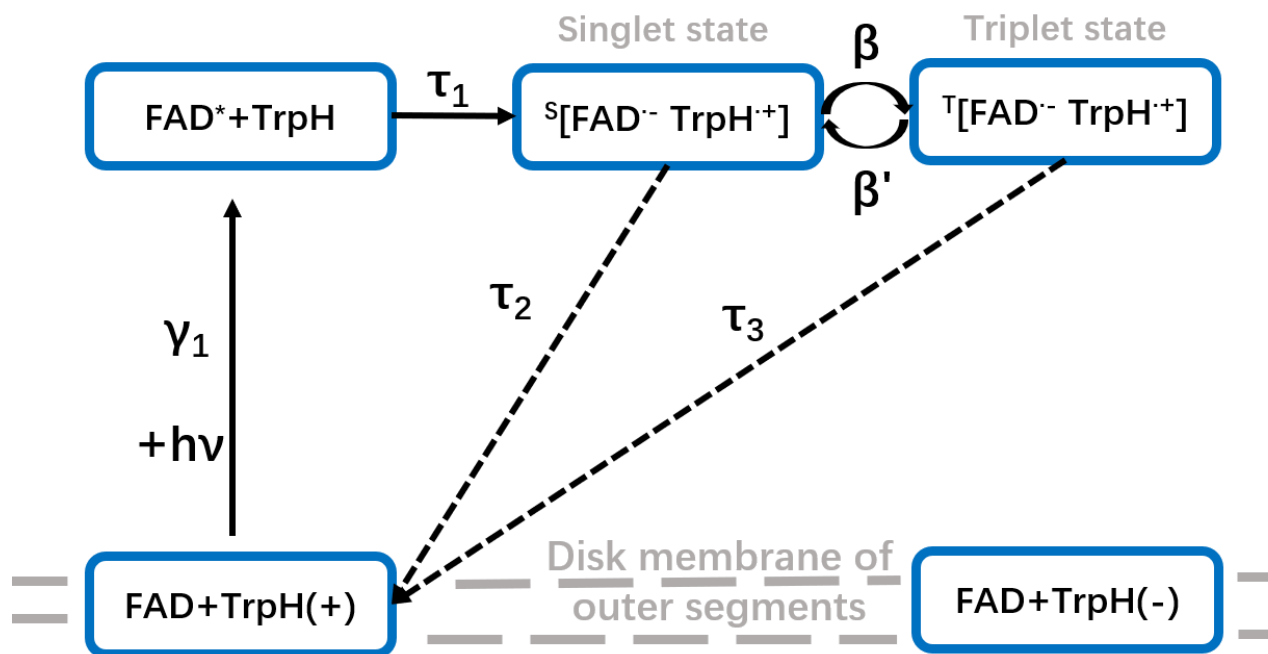 Singlet state
Triplet state
β
FAD*+TrpH
τ₁
ˢ[FAD·⁻ TrpH·⁺]
ᵀ[FAD·⁻ TrpH·⁺]
β'
τ₂
τ₃
γ₁
+hν
Disk membrane of
outer segments
FAD+TrpH(+)
FAD+TrpH(-)